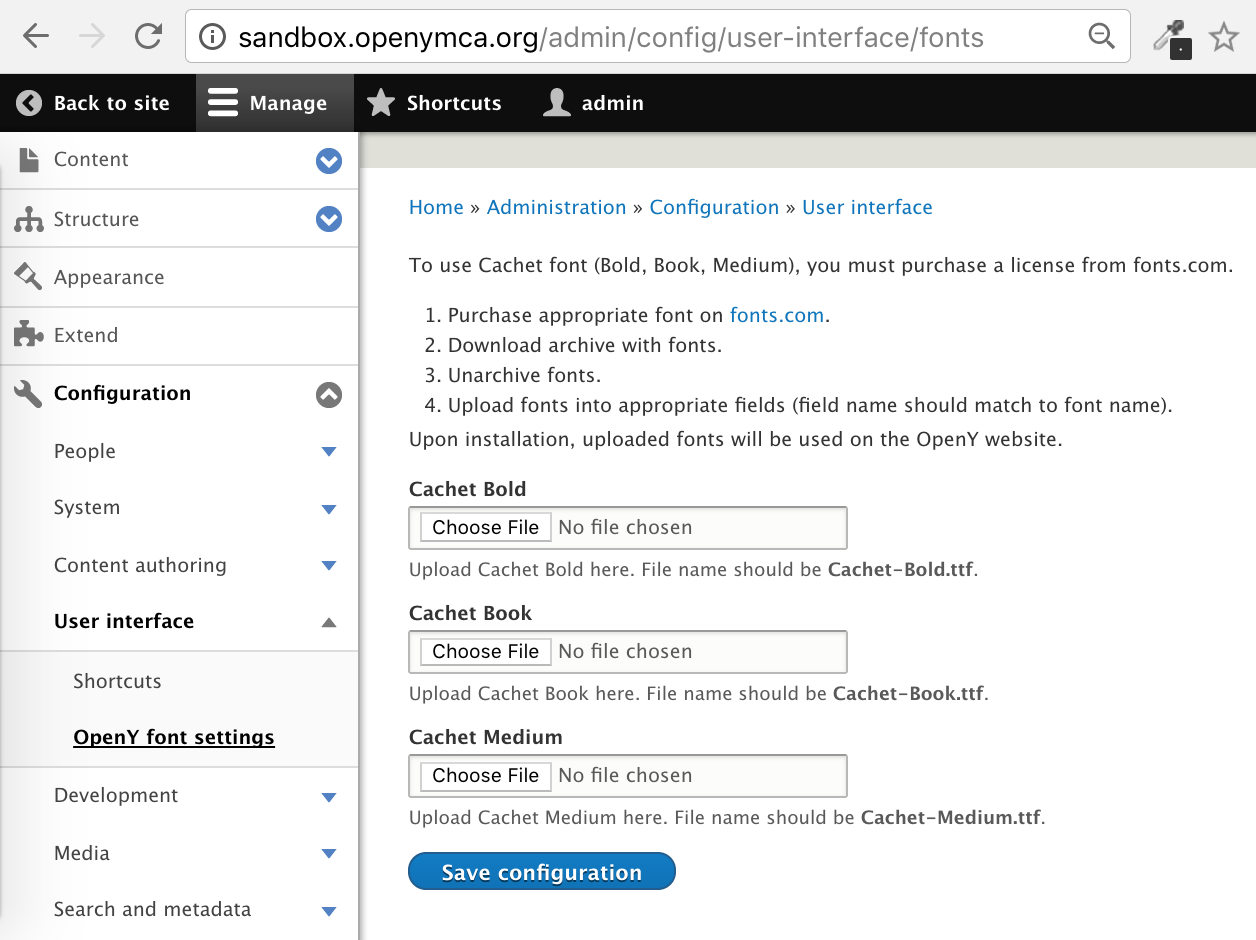 sandbox.openymca.org/admin/config/user-interface/fonts
Back to site Manage Shortcuts admin
Content
Structure
Appearance
Extend
Configuration
People
System
Content authoring
User interface
Shortcuts
OpenY font settings
Development
Media
Search and metadata
Home » Administration » Configuration » User interface
To use Cachet font (Bold, Book, Medium), you must purchase a license from fonts.com.
1. Purchase appropriate font on fonts.com.
2. Download archive with fonts.
3. Unarchive fonts.
4. Upload fonts into appropriate fields (field name should match to font name).
Upon installation, uploaded fonts will be used on the OpenY website.
Cachet Bold
Choose File No file chosen
Upload Cachet Bold here. File name should be Cachet-Bold.ttf.
Cachet Book
Choose File No file chosen
Upload Cachet Book here. File name should be Cachet-Book.ttf.
Cachet Medium
Choose File No file chosen
Upload Cachet Medium here. File name should be Cachet-Medium.ttf.
Save configuration